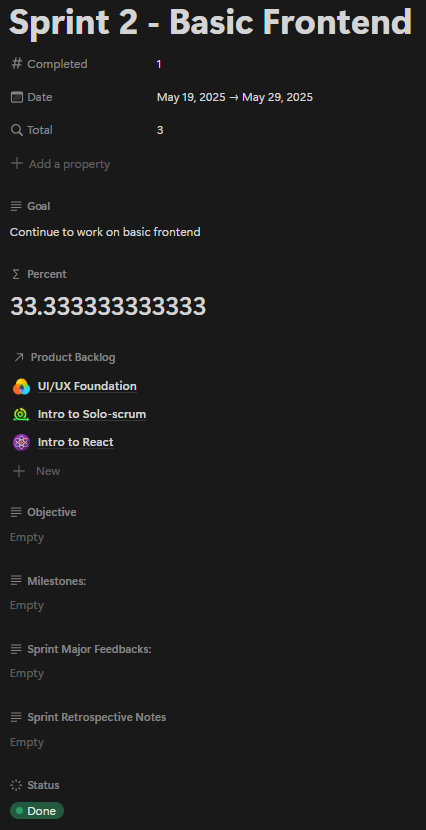 Sprint 2 - Basic Frontend
Completed 1
Date May 19, 2025 → May 29, 2025
Total 3
Add a property
Goal
Continue to work on basic frontend
Percent
33.333333333333
Product Backlog
UI/UX Foundation
Intro to Solo-scrum
Intro to React
New
Objective
Empty
Milestones:
Empty
Sprint Major Feedbacks:
Empty
Sprint Retrospective Notes
Empty
Status
Done